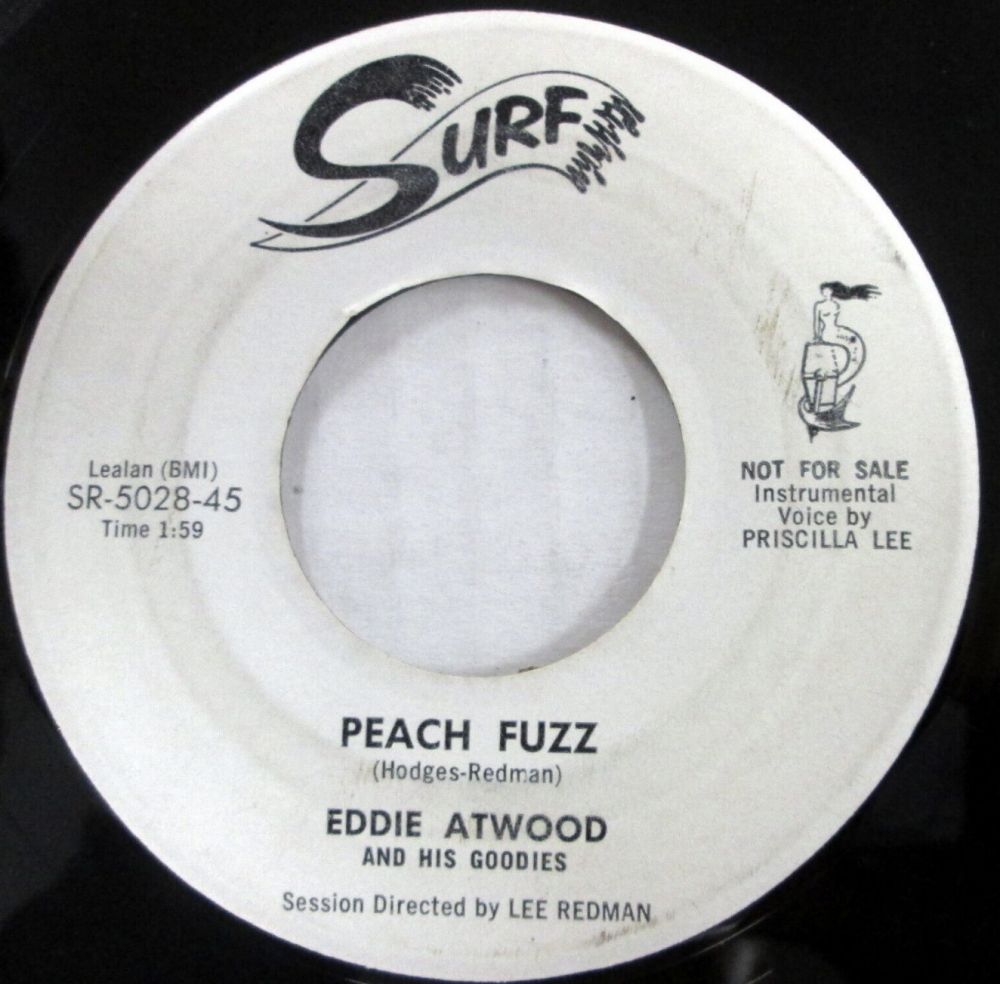 SURF
Lealan (BMI)
SR-5028-45
Time 1:59
NOT FOR SALE
Instrumental
Voice by
PRISCILLA LEE
PEACH FUZZ
(Hodges-Redman)
EDDIE ATWOOD
AND HIS GOODIES
Session Directed by LEE REDMAN